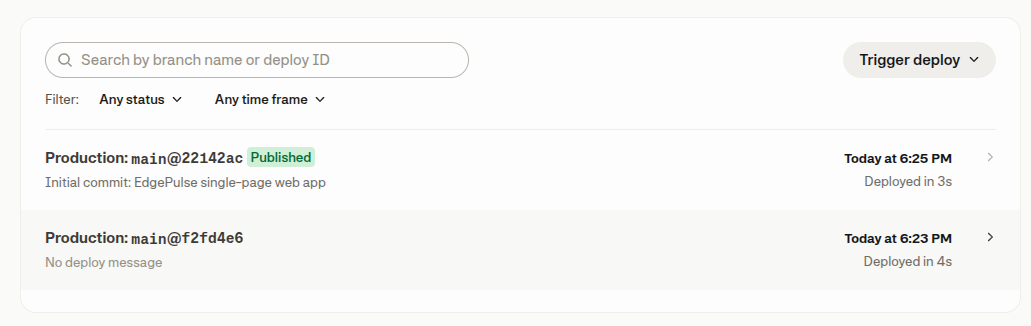 Search by branch name or deploy ID
Trigger deploy
Filter: Any status Any time frame
Production: main@22142ac Published
Today at 6:25 PM
Initial commit: EdgePulse single-page web app
Deployed in 3s
Production: main@f2fd4e6
Today at 6:23 PM
No deploy message
Deployed in 4s